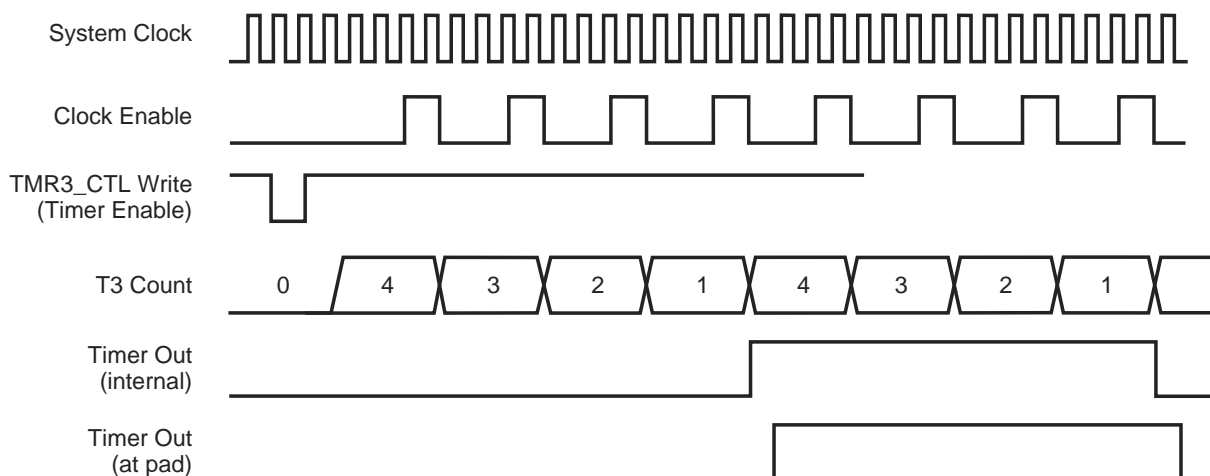 System Clock
Clock Enable
TMR3_CTL Write
(Timer Enable)
T3 Count 0 4 3 2 1 4 3 2 1
Timer Out
(internal)
Timer Out
(at pad)